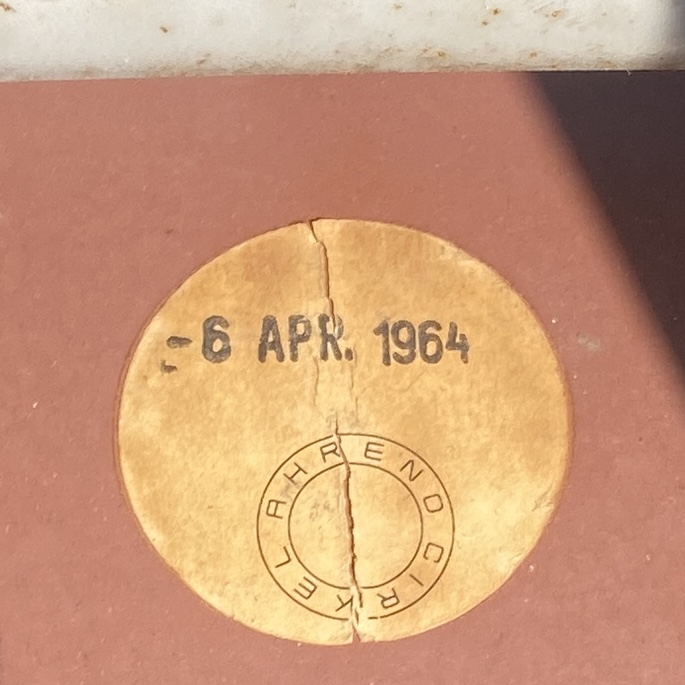 -6 APR. 1964
AHREND CIRKEL